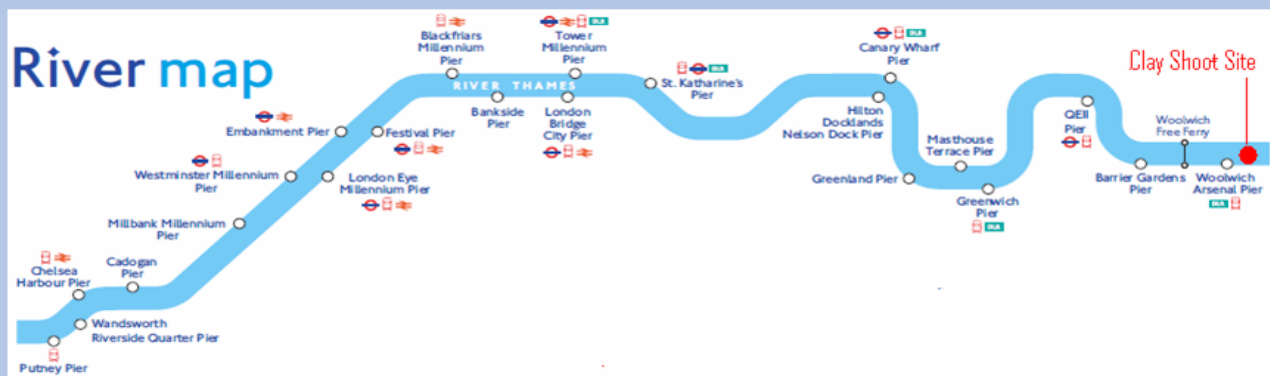 River map
Blackfriars
Millennium
Pier
Tower
Millennium
Pier
Canary Wharf
Pier
Clay Shoot Site
RIVER THAMES
St. Katharine's
Pier
Bankside
Pier
London
Bridge
City Pier
Hilton
Docklands
Nelson Dock Pier
QEII
Pier
Woolwich
Free Ferry
Embankment Pier
Festival Pier
Masthouse
Terrace Pier
Westminster Millennium
Pier
London Eye
Millennium Pier
Greenland Pier
Greenwich
Pier
Barrier Gardens
Pier
Woolwich
Arsenal Pier
Millbank Millennium
Pier
Cadogan
Pier
Chelsea
Harbour Pier
Wandsworth
Riverside Quarter Pier
Putney Pier
DLR
DLR
DLR
DLR
DLR